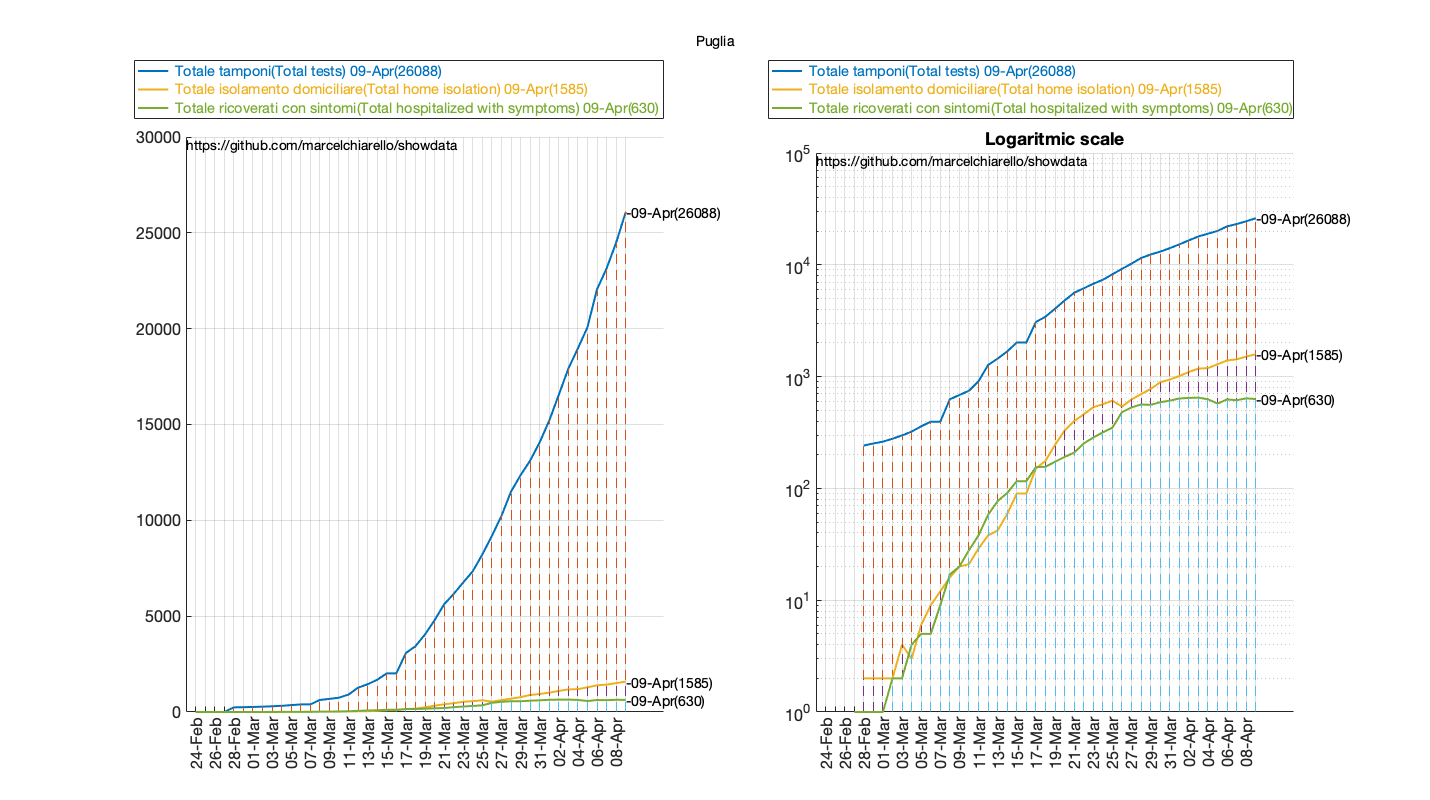 Puglia
Totale tamponi(Total tests) 09-Apr(26088)
Totale isolamento domiciliare(Total home isolation) 09-Apr(1585)
Totale ricoverati con sintomi(Total hospitalized with symptoms) 09-Apr(630)
30000
https://github.com/marcelchiarello/showdata
25000
20000
15000
10000
5000
0
-09-Apr(26088)
-09-Apr(1585)
-09-Apr(630)
24-Feb
26-Feb
28-Feb
01-Mar
03-Mar
05-Mar
07-Mar
09-Mar
11-Mar
13-Mar
15-Mar
17-Mar
19-Mar
21-Mar
23-Mar
25-Mar
27-Mar
29-Mar
31-Mar
02-Apr
04-Apr
06-Apr
08-Apr
Totale tamponi(Total tests) 09-Apr(26088)
Totale isolamento domiciliare(Total home isolation) 09-Apr(1585)
Totale ricoverati con sintomi(Total hospitalized with symptoms) 09-Apr(630)
Logaritmic scale
10^5
https://github.com/marcelchiarello/showdata
10^4
10^3
10^2
10^1
10^0
-09-Apr(26088)
-09-Apr(1585)
-09-Apr(630)
24-Feb
26-Feb
28-Feb
01-Mar
03-Mar
05-Mar
07-Mar
09-Mar
11-Mar
13-Mar
15-Mar
17-Mar
19-Mar
21-Mar
23-Mar
25-Mar
27-Mar
29-Mar
31-Mar
02-Apr
04-Apr
06-Apr
08-Apr